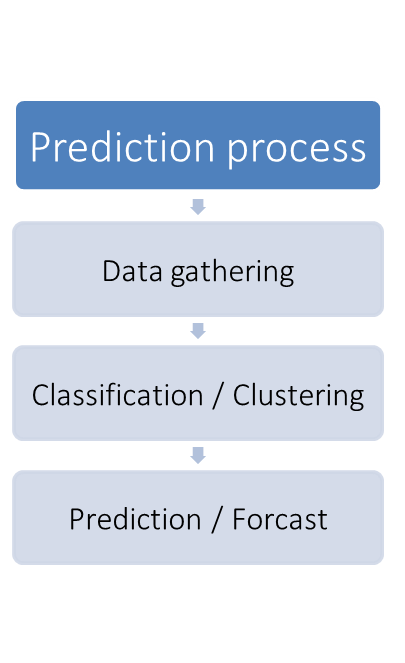 Prediction process
Data gathering
Classification / Clustering
Prediction / Forcast